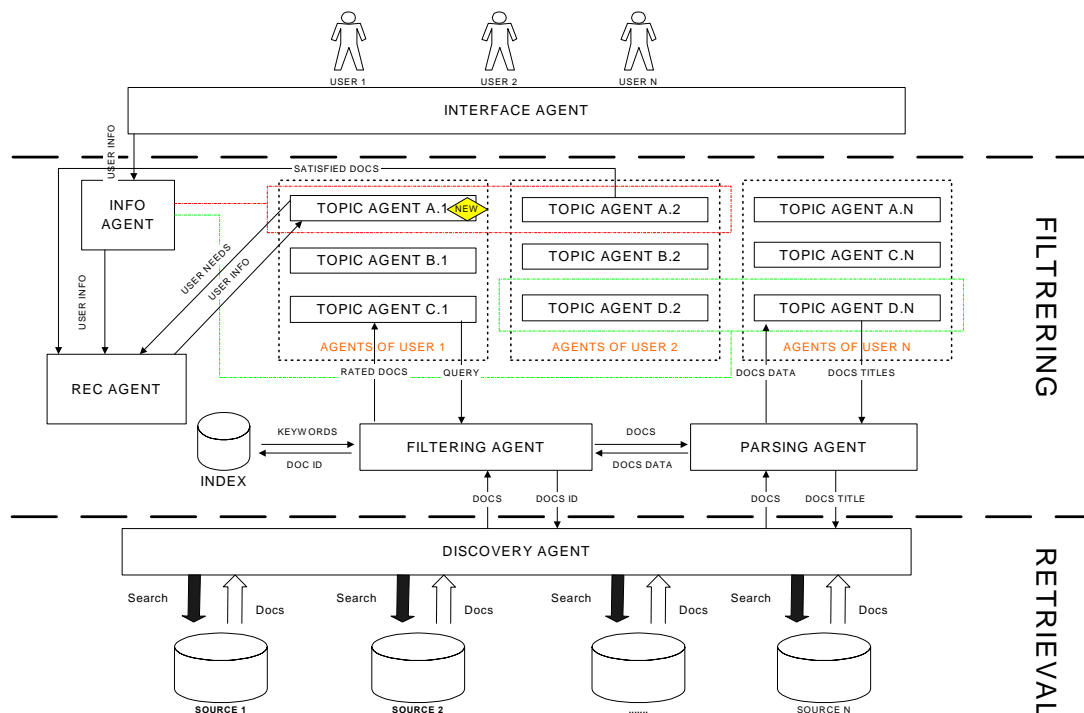 USER 1
USER 2
USER N
INTERFACE AGENT
USER INFO
SATISFIED DOCS
INFO
AGENT
TOPIC AGENT A.1
NEW
TOPIC AGENT A.2
TOPIC AGENT A.N
TOPIC AGENT B.1
TOPIC AGENT B.2
TOPIC AGENT C.N
TOPIC AGENT C.1
TOPIC AGENT D.2
TOPIC AGENT D.N
USER NEEDS
USER INFO
USER INFO
AGENTS OF USER 1
AGENTS OF USER 2
AGENTS OF USER N
FILTRERING
REC AGENT
RATED DOCS
QUERY
DOCS DATA
DOCS TITLES
KEYWORDS
DOC ID
INDEX
FILTERING AGENT
DOCS
DOCS DATA
PARSING AGENT
DOCS
DOCS ID
DOCS
DOCS TITLE
DISCOVERY AGENT
RETRIEVAL
Search
Docs
Search
Docs
Search
Docs
Search
Docs
SOURCE 1
SOURCE 2
.......
SOURCE N